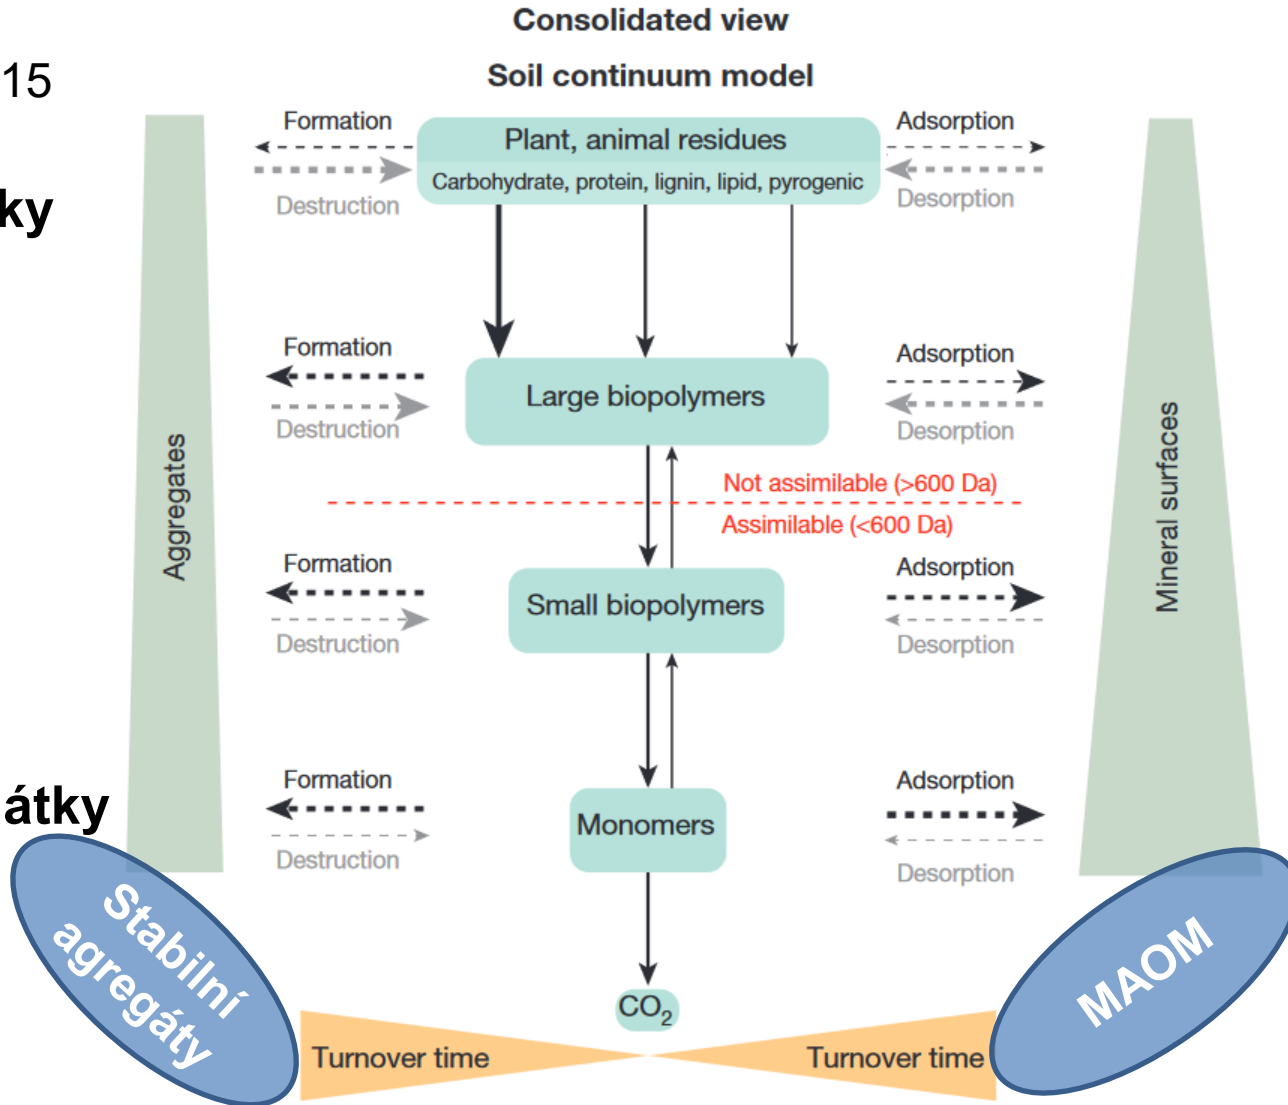 Consolidated view
15
Soil continuum model
Formation
Plant, animal residues
Adsorption
Carbohydrate, protein, lignin, lipid, pyrogenic
Destruction
Desorption
ky
Formation
Adsorption
Large biopolymers
Destruction
Desorption
Aggregates
Mineral surfaces
Not assimilable (>600 Da)
Assimilable (<600 Da)
Formation
Adsorption
Small biopolymers
Destruction
Desorption
Formation
Adsorption
átky
Monomers
Destruction
Desorption
Stabilní
agregáty
MAOM
CO₂
Turnover time
Turnover time